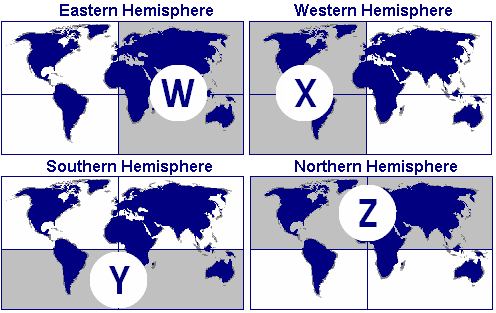 Eastern Hemisphere
Western Hemisphere
W
X
Southern Hemisphere
Northern Hemisphere
Y
Z